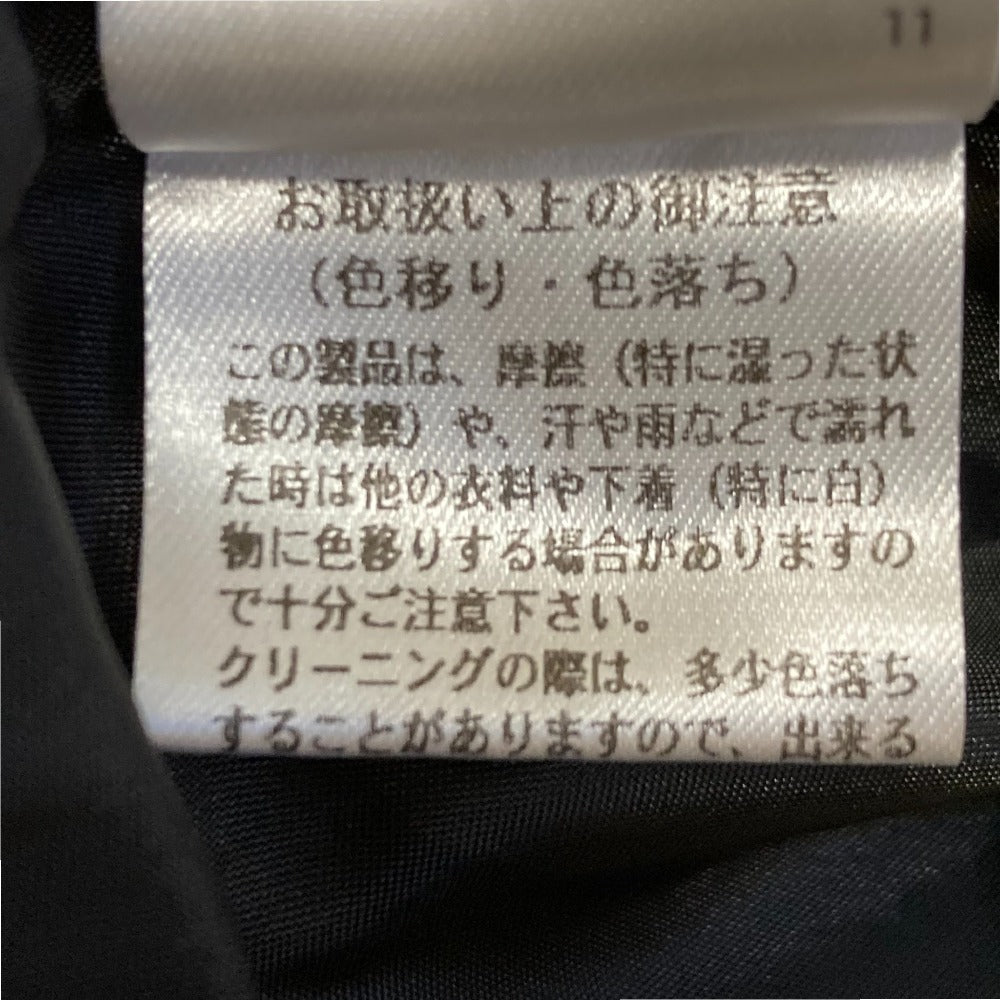 11
お取扱い上の御注意
（色移り・色落ち）
この製品は、摩擦（特に湿った状
態の摩擦）や、汗や雨などで濡れ
た時は他の衣料や下着（特に白）
物に色移りする場合がありますの
で十分ご注意下さい。
クリーニングの際は、多少色落ち
することがありますので、出来る